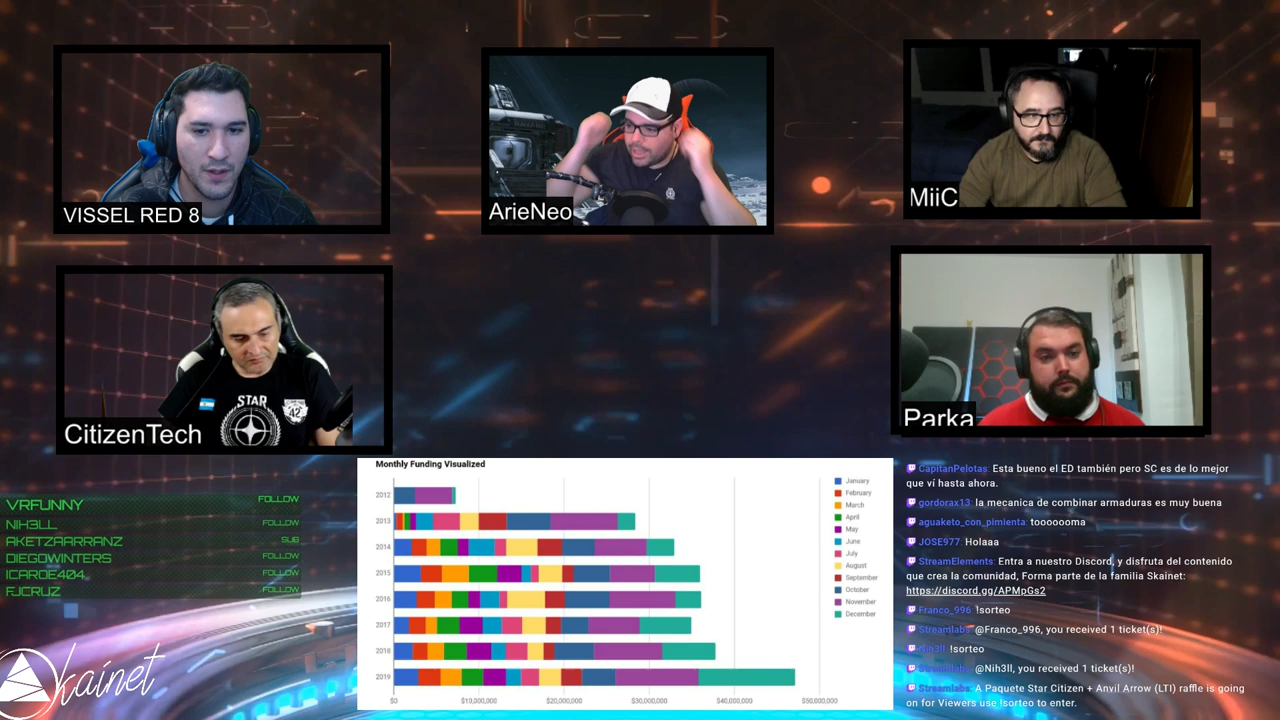 VISSEL RED 8
ArieNeo
MiiC
CitizenTech
STAR
42
Parka
VRFUNNY FOLLOW
NIH3LL FOLLOW
AKETZAARRANZ SUB
DIEGOWINTERS FOLLOW
ICAROE404 FOLLOW
FJCRUZ FOLLOW
Skainet
Monthly Funding Visualized
2012
2013
2014
2015
2016
2017
2018
2019
$0 $10,000,000 $20,000,000 $30,000,000 $40,000,000 $50,000,000
January
February
March
April
May
June
July
August
September
October
November
December
CapitanPelotas: Esta bueno el ED también pero SC es de lo mejor
que ví hasta ahora.
gordorax13: la mecanica de combinar armaduras es muy buena
aguaketo_con_pimienta: tooooooma
JOSE977: Holaaa
StreamElements: Entra a nuestro Discord, y disfruta del contenido
que crea la comunidad, Forma parte de la familia Skaïnet:
https://discord.gg/APMpGs2
Franco_996: !sorteo
Streamlabs: @Franco_996, you received 1 ticket(s)!
Nih3ll: !sorteo
Streamlabs: @Nih3ll, you received 1 ticket(s)!
Streamlabs: A Paquete Star Citizen + Anvil Arrow (LTI) raffle is going
on for Viewers use !sorteo to enter.